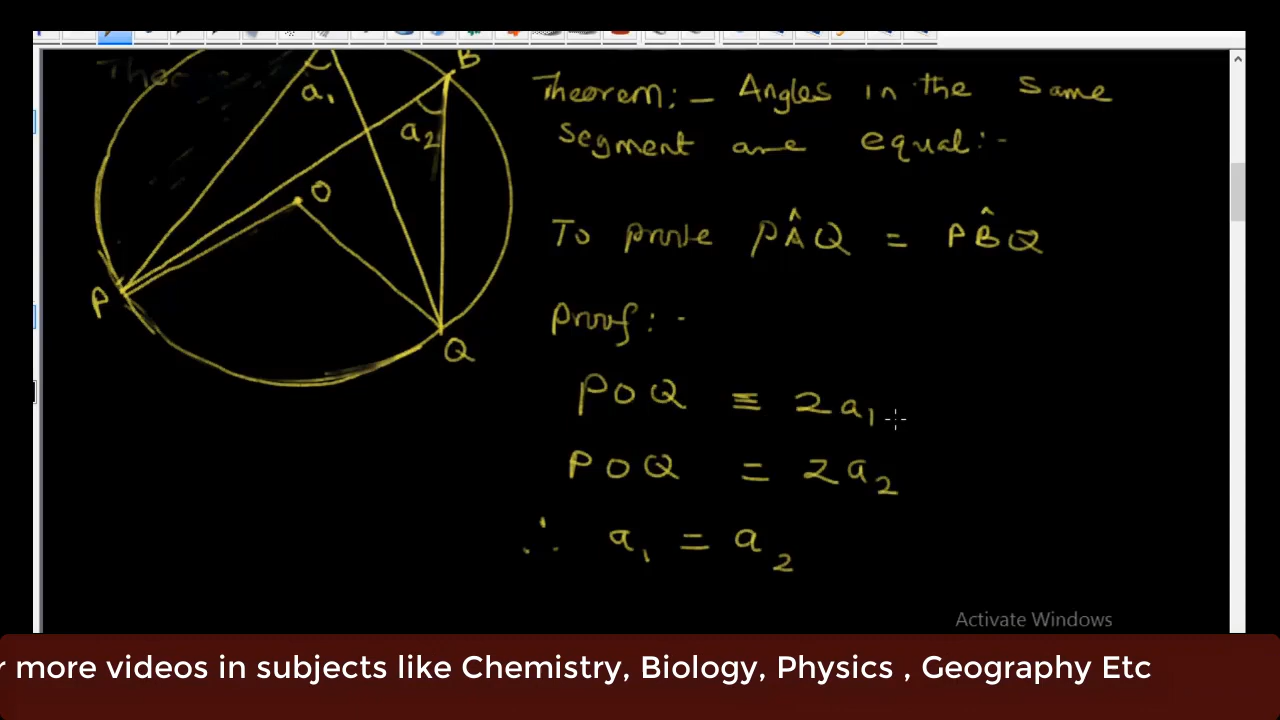 Theo
B
a1
a2
O
P
Q
Theorem:- Angles in the same
segment are equal:-
To prove PÂQ = PB̂Q
Proof:-
POQ = 2a1
POQ = 2a2
∴ a1 = a2
Activate Windows
r more videos in subjects like Chemistry, Biology, Physics , Geography Etc